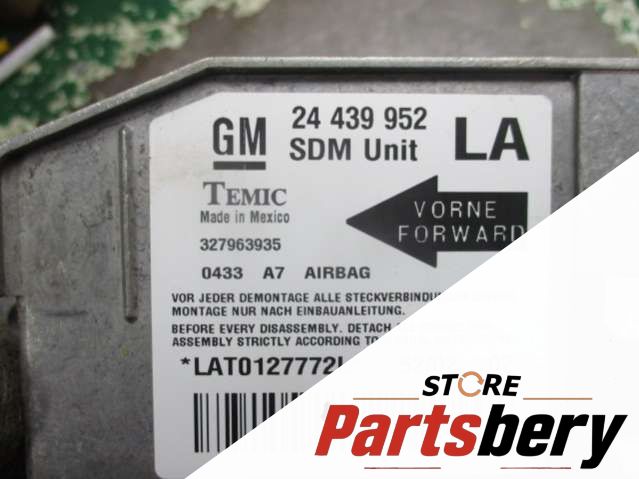 GM 24 439 952 LA
SDM Unit
TEMIC
Made in Mexico
VORNE
FORWARD
327963935
0433 A7 AIRBAG
VOR JEDER DEMONTAGE ALLE
MONTAGE NUR NACH EINBAUANLEITUNG.
BEFORE EVERY DISASSEMBLY. DETACH
ASSEMBLY STRICTLY ACCORDING TO
*LAT0127772
STORE
Partsbery